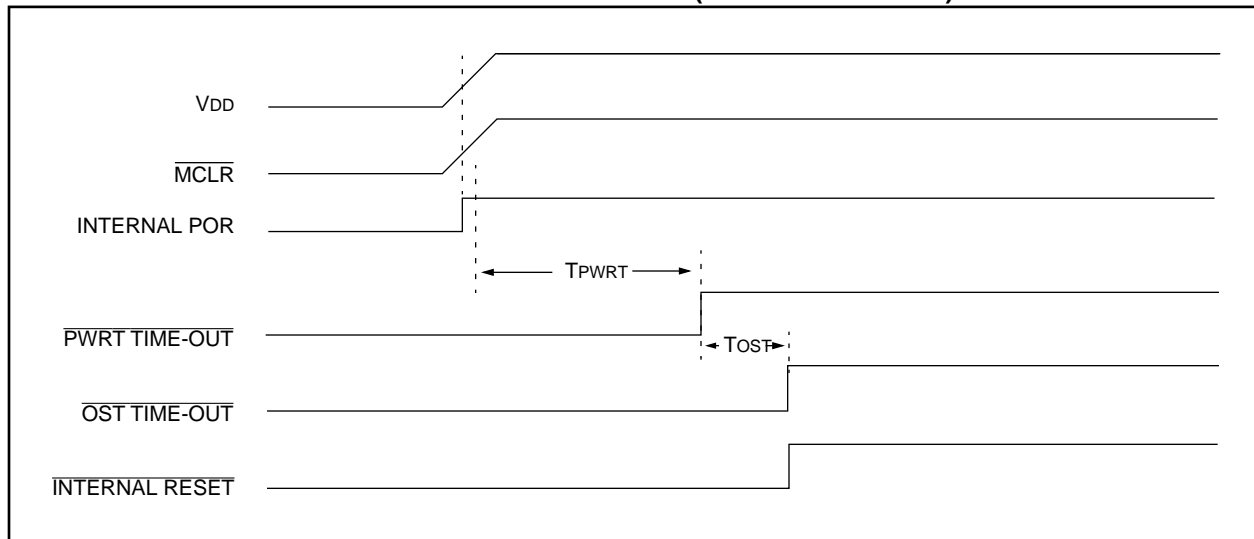 VDD
MCLR
INTERNAL POR
TPWRT
PWRT TIME-OUT
TOST
OST TIME-OUT
INTERNAL RESET